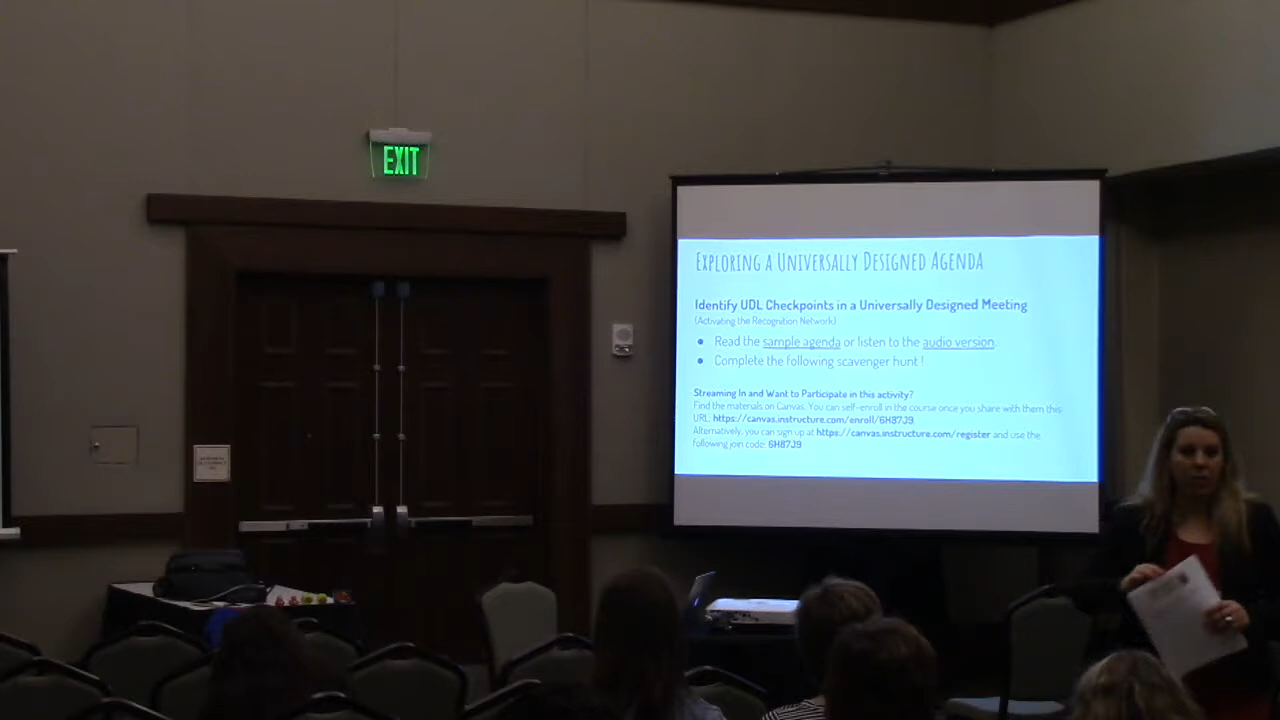 EXIT
EXPLORING A UNIVERSALLY DESIGNED AGENDA
Identify UDL Checkpoints in a Universally Designed Meeting
(Activating the Recognition Network)
● Read the sample agenda or listen to the audio version.
● Complete the following scavenger hunt !
Streaming In and Want to Participate in this activity?
Find the materials on Canvas. You can self-enroll in the course once you share with them this
URL: https://canvas.instructure.com/enroll/6H87J9.
Alternatively, you can sign up at https://canvas.instructure.com/register and use the
following join code: 6H87J9